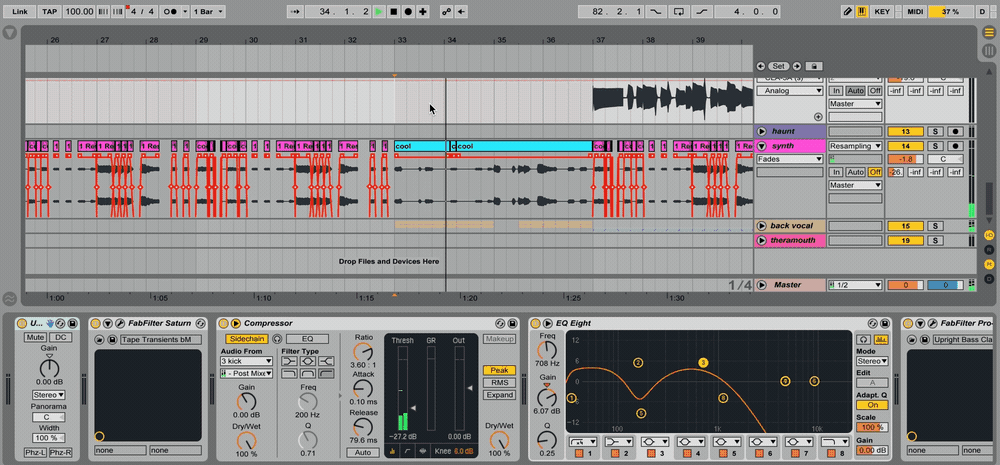 Link TAP 100.00 4 / 4 1 Bar 34. 1. 2 82. 2. 1 4. 0. 0 KEY MIDI 37 % D
26 27 28 29 30 31 32 33 34 35 36 37 38 39
Set
Analog In Auto Off -inf -inf -inf -inf
Master
haunt 13 S
cool cool synth Resampling 14 S
Fades -1.8 C
In Auto Off
Master
back vocal 15 S
theramouth 19 S
Drop Files and Devices Here
1/4 Master 1/2 0 0
1:00 1:05 1:10 1:15 1:20 1:25 1:30
U... FabFilter Saturn Compressor EQ Eight FabFilter Pro-
Mute DC
Gain
0.00 dB
Stereo
Panorama
C
Width
100 %
Phz-L Phz-R
Tape Transients bM
none none
Sidechain EQ
Audio From Filter Type
3 kick
Post Mixe
Gain Freq
0.00 dB 200 Hz
Dry/Wet Q
100 % 0.71
Ratio
3.60 : 1
Attack
0.10 ms
Release
79.6 ms
Auto
Thresh GR Out
-27.2 dB 0.00 dB
Knee 6.0 dB
Makeup
Peak
RMS
Expand
Dry/Wet
100 %
Freq
708 Hz
Gain
6.07 dB
Q
0.25
12
6
0
-6
-12
100 1k 10k
1 2 3 4 5 6 7 8
Mode
Stereo
Edit
A
Adapt. Q
On
Scale
100 %
Gain
0.00 dB
Upright Bass Cla
none